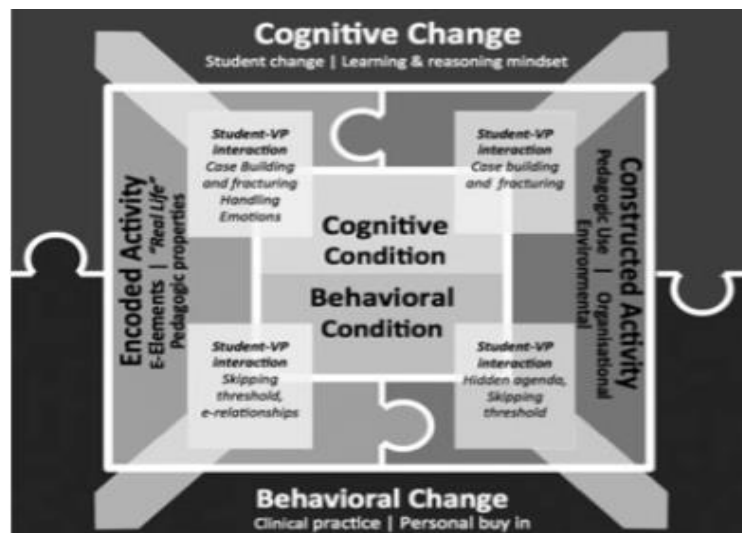 Cognitive Change
Student change | Learning & reasoning mindset
Student-VP
interaction
Case Building
and fracturing
Handling
Emotions
Student-VP
interaction
Case building
and fracturing
Encoded Activity
E-Elements | "Real Life"
Pedagogic properties
Cognitive
Condition
Behavioral
Condition
Constructed Activity
Pedagogic Use | Organisational
Environmental
Student-VP
interaction
Skipping
threshold,
e-relationships
Student-VP
interaction
Hidden agenda,
Skipping
threshold
Behavioral Change
Clinical practice | Personal buy in